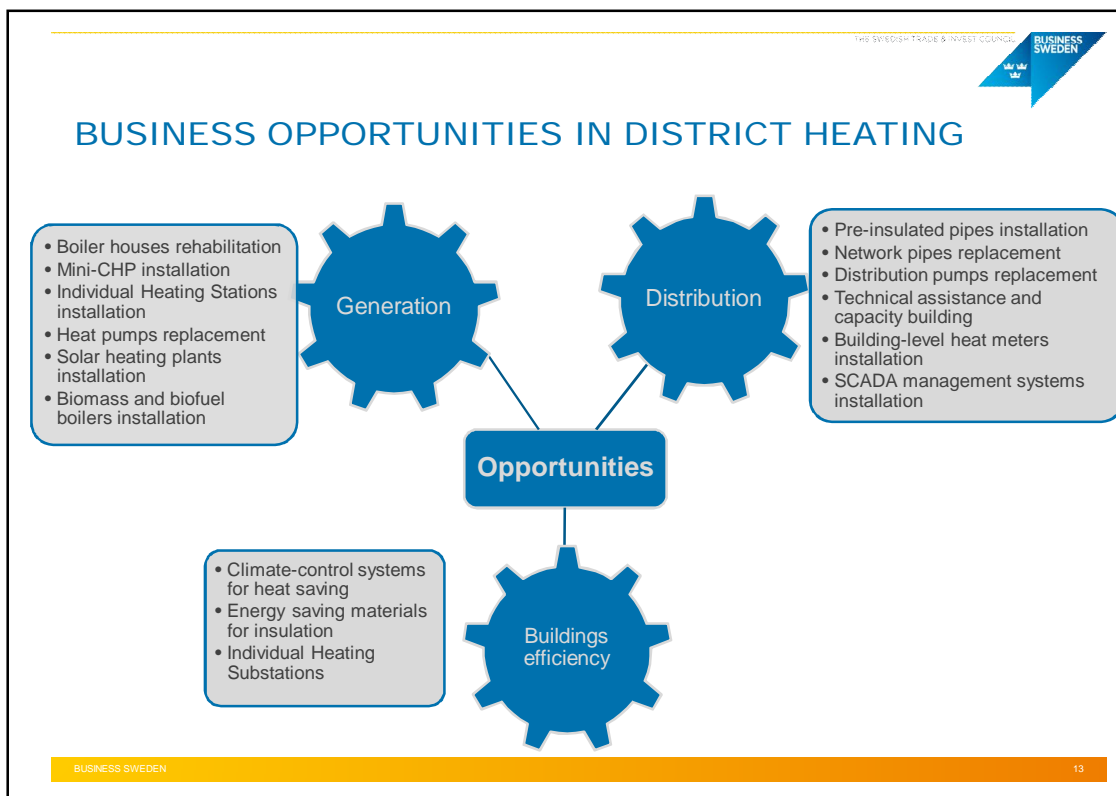 THE SWEDISH TRADE & INVEST COUNCIL
BUSINESS
SWEDEN
BUSINESS OPPORTUNITIES IN DISTRICT HEATING
• Boiler houses rehabilitation
• Mini-CHP installation
• Individual Heating Stations
installation
• Heat pumps replacement
• Solar heating plants
installation
• Biomass and biofuel
boilers installation
Generation
Distribution
• Pre-insulated pipes installation
• Network pipes replacement
• Distribution pumps replacement
• Technical assistance and
capacity building
• Building-level heat meters
installation
• SCADA management systems
installation
Opportunities
• Climate-control systems
for heat saving
• Energy saving materials
for insulation
• Individual Heating
Substations
Buildings
efficiency
BUSINESS SWEDEN
13